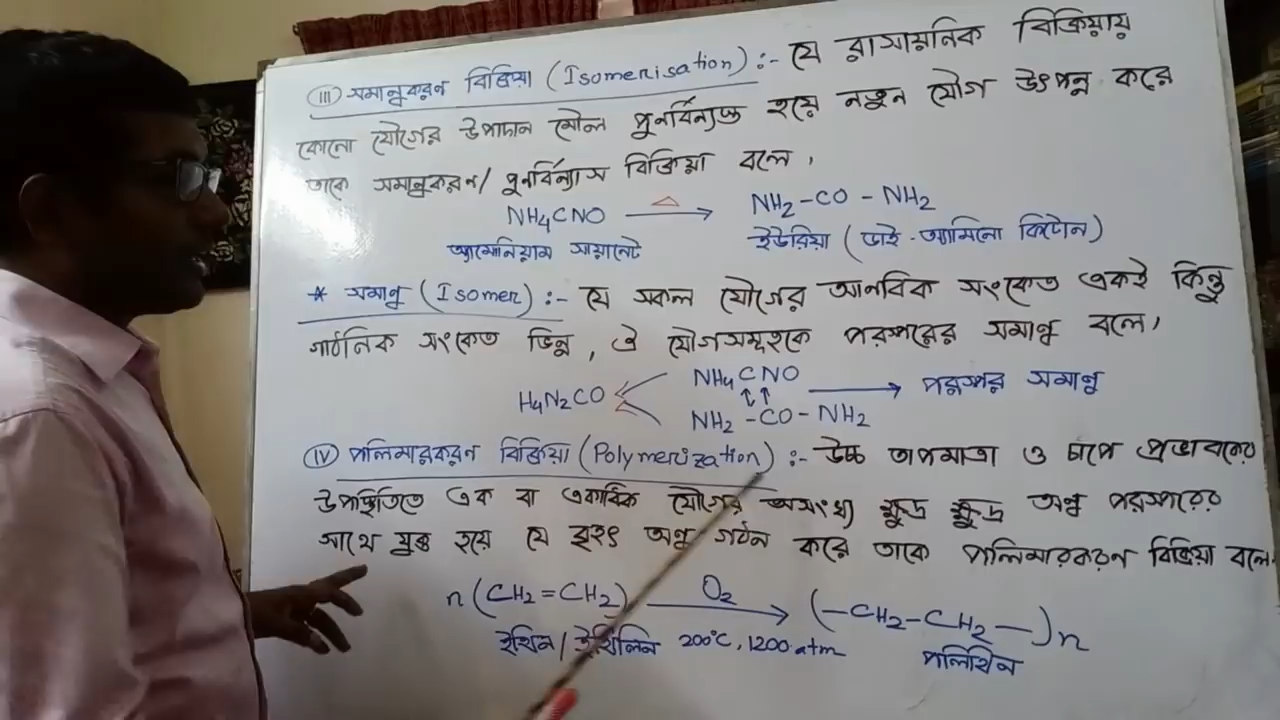 (III) সমানুকরণ বিক্রিয়া (Isomerisation) :- যে রাসায়নিক বিক্রিয়ায়
কোনো যৌগের উপাদান মৌল পুনর্বিন্যস্ত হয়ে নতুন যৌগ উৎপন্ন করে
তাকে সমানুকরণ/পুনর্বিন্যাস বিক্রিয়া বলে,
NH4CNO —△→ NH2-CO-NH2
অ্যামোনিয়াম সায়ানেট ইউরিয়া (ডাই-অ্যামিনো কিটোন)
* সমানু (Isomer) :- যে সকল যৌগের আনবিক সংকেত একই কিন্তু
গাঠনিক সংকেত ভিন্ন, ঐ যৌগসমূহকে পরস্পরের সমানু বলে,
NH4CNO
H4N2CO → পরস্পর সমানু
NH2-CO-NH2
(IV) পলিমারকরণ বিক্রিয়া (Polymerization) :- উচ্চ তাপমাত্রা ও চাপে প্রভাবকের
উপস্থিতিতে এক বা একাধিক যৌগের অসংখ্য ক্ষুদ্র ক্ষুদ্র অনু পরস্পরের
সাথে যুক্ত হয়ে যে বৃহৎ অনু গঠন করে তাকে পলিমারকরণ বিক্রিয়া বলে.
n(CH2=CH2) —O2→ (-CH2-CH2-)n
ইথিন/ইথিলিন 200°C, 1200 atm পলিথিন